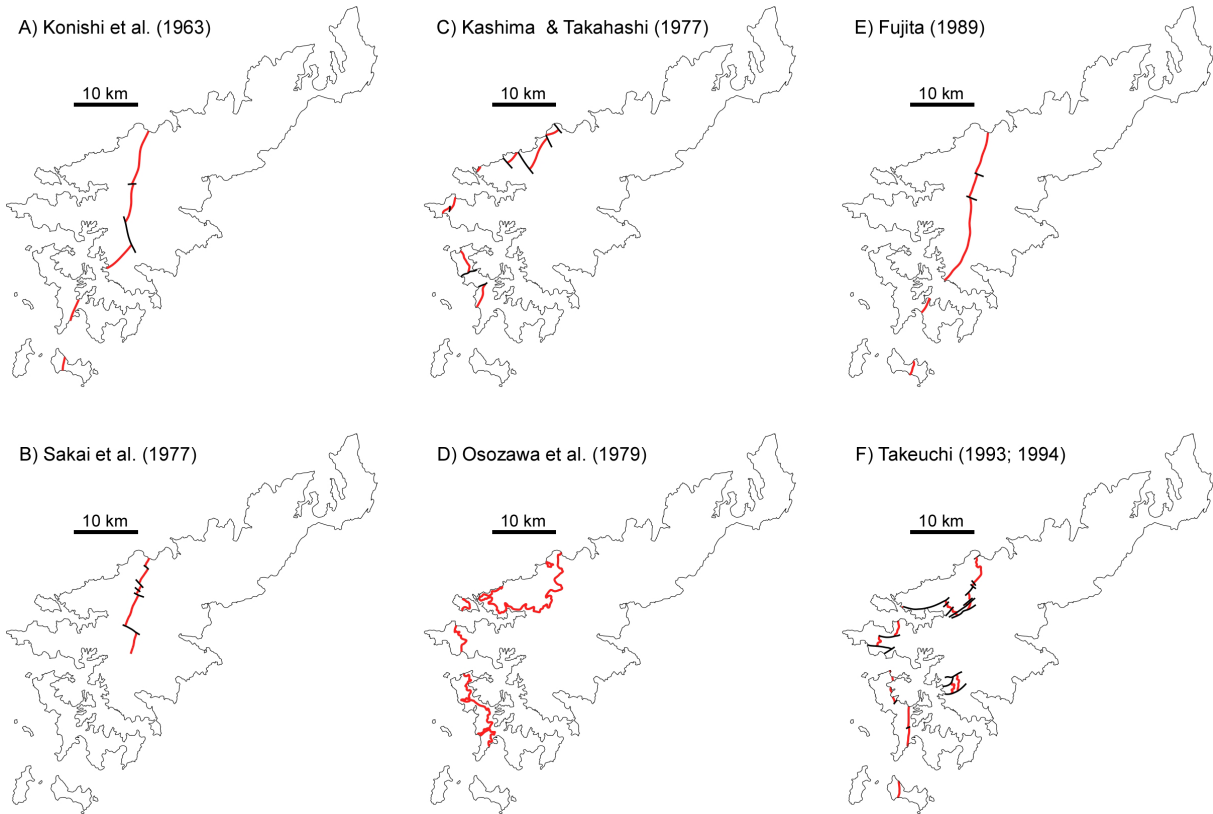 A) Konishi et al. (1963)
10 km
C) Kashima & Takahashi (1977)
10 km
E) Fujita (1989)
10 km
B) Sakai et al. (1977)
10 km
D) Osozawa et al. (1979)
10 km
F) Takeuchi (1993; 1994)
10 km